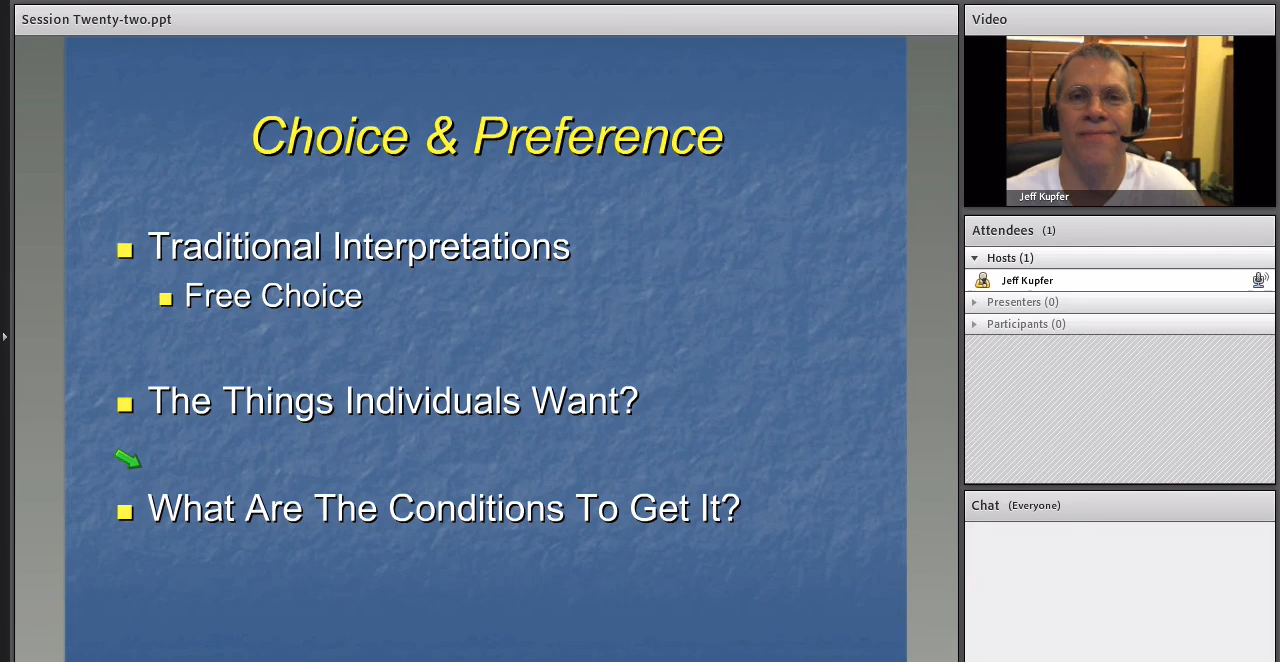 Session Twenty-two.ppt
Choice & Preference
Traditional Interpretations
Free Choice
The Things Individuals Want?
What Are The Conditions To Get It?
Video
Jeff Kupfer
Attendees (1)
Hosts (1)
Jeff Kupfer
Presenters (0)
Participants (0)
Chat (Everyone)